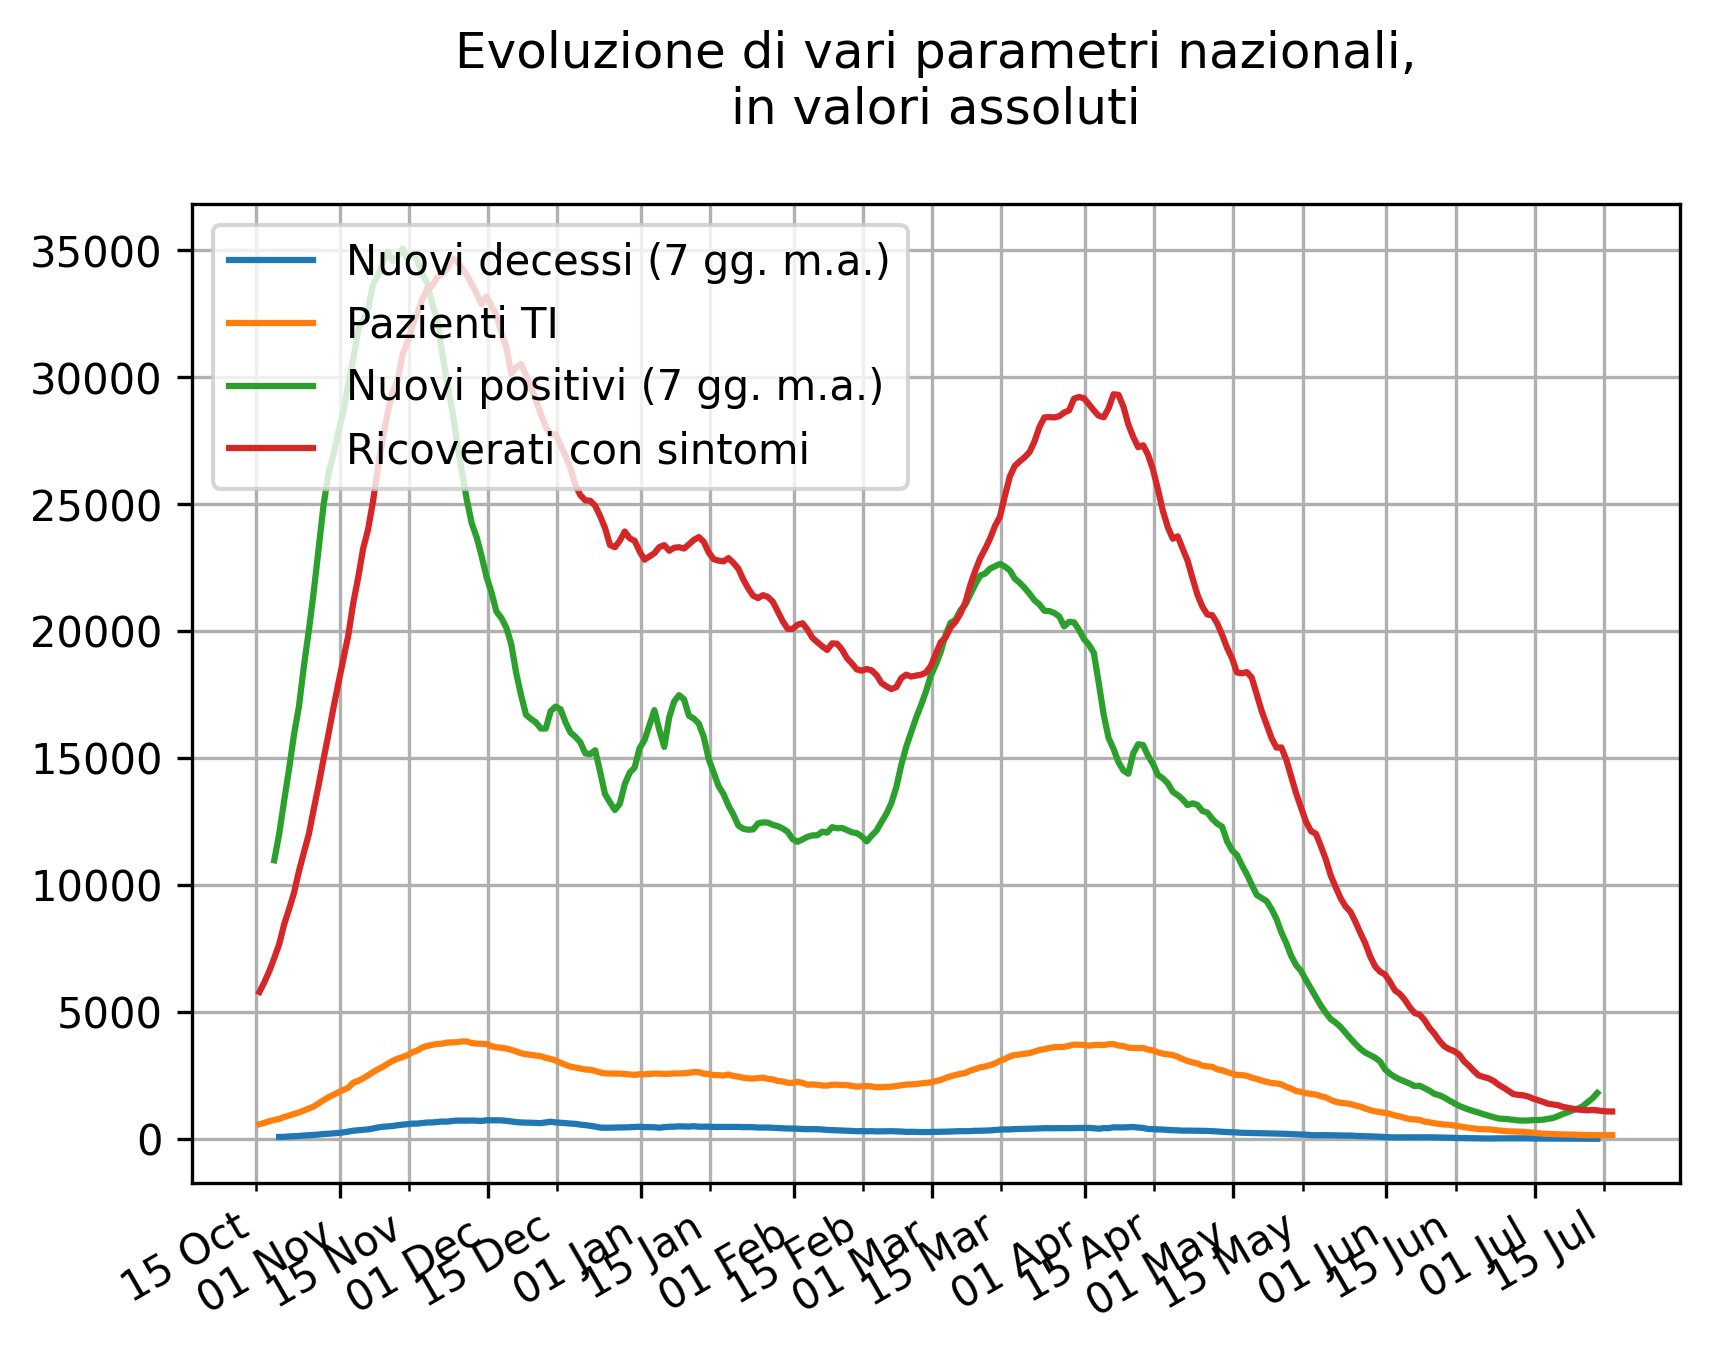 Evoluzione di vari parametri nazionali,
in valori assoluti
Nuovi decessi (7 gg. m.a.)
Pazienti TI
Nuovi positivi (7 gg. m.a.)
Ricoverati con sintomi
35000
30000
25000
20000
15000
10000
5000
0
15 Oct
01 Nov
15 Nov
01 Dec
15 Dec
01 Jan
15 Jan
01 Feb
15 Feb
01 Mar
15 Mar
01 Apr
15 Apr
01 May
15 May
01 Jun
15 Jun
01 Jul
15 Jul